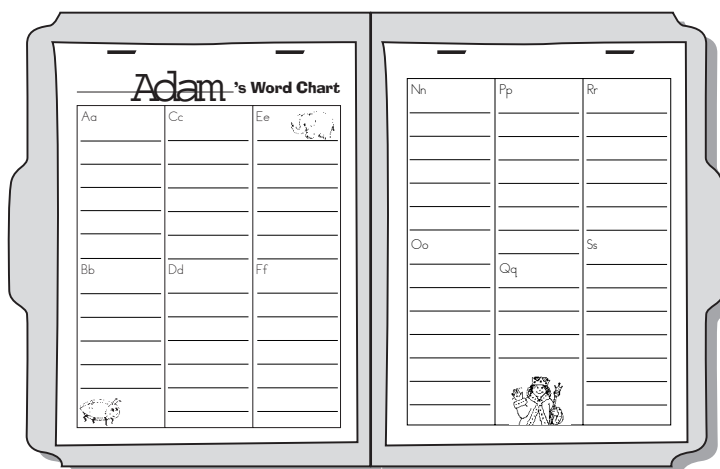 Adam 's Word Chart
Aa Cc Ee
Bb Dd Ff
Nn Pp Rr
Oo Ss
Qq